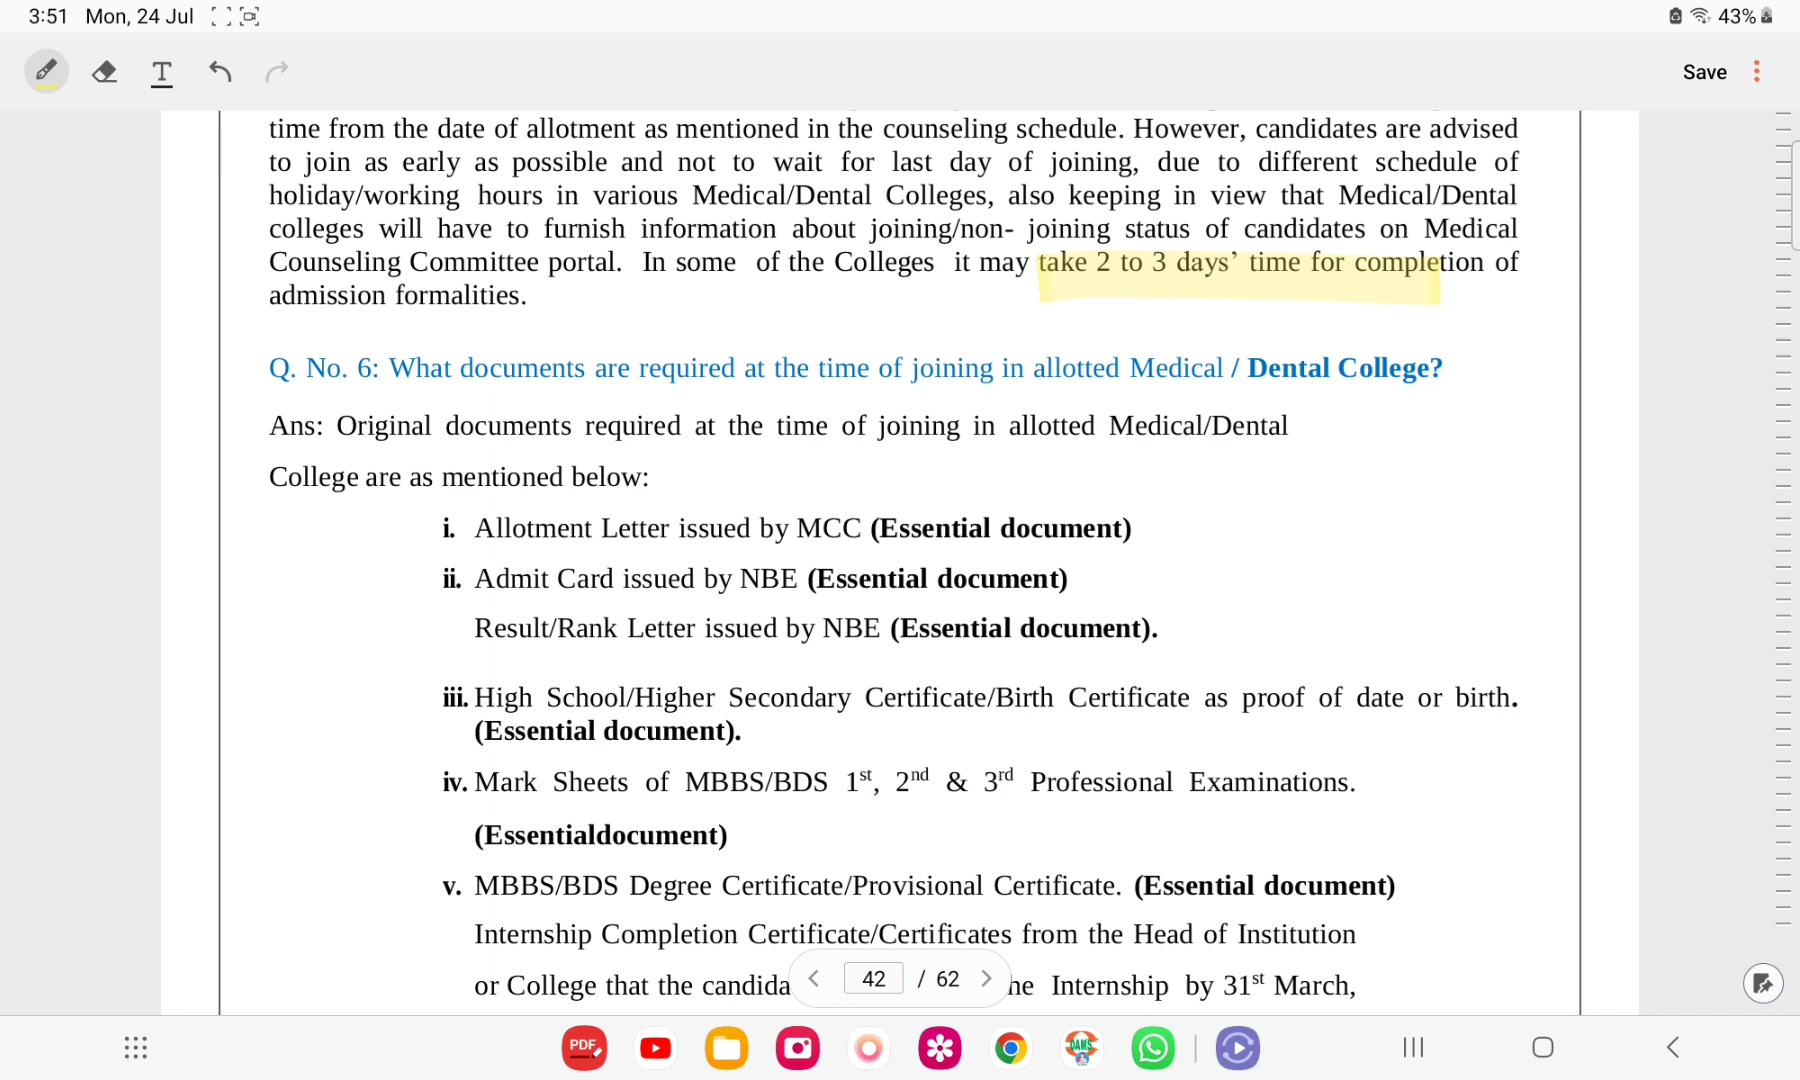 3:51 Mon, 24 Jul
43%
Save
time from the date of allotment as mentioned in the counseling schedule. However, candidates are advised
to join as early as possible and not to wait for last day of joining, due to different schedule of
holiday/working hours in various Medical/Dental Colleges, also keeping in view that Medical/Dental
colleges will have to furnish information about joining/non- joining status of candidates on Medical
Counseling Committee portal. In some of the Colleges it may take 2 to 3 days’ time for completion of
admission formalities.
Q. No. 6: What documents are required at the time of joining in allotted Medical / Dental College?
Ans: Original documents required at the time of joining in allotted Medical/Dental
College are as mentioned below:
i. Allotment Letter issued by MCC (Essential document)
ii. Admit Card issued by NBE (Essential document)
Result/Rank Letter issued by NBE (Essential document).
iii. High School/Higher Secondary Certificate/Birth Certificate as proof of date or birth.
(Essential document).
iv. Mark Sheets of MBBS/BDS 1st, 2nd & 3rd Professional Examinations.
(Essentialdocument)
v. MBBS/BDS Degree Certificate/Provisional Certificate. (Essential document)
Internship Completion Certificate/Certificates from the Head of Institution
or College that the candida he Internship by 31st March,
42 / 62
PDF
DAMS